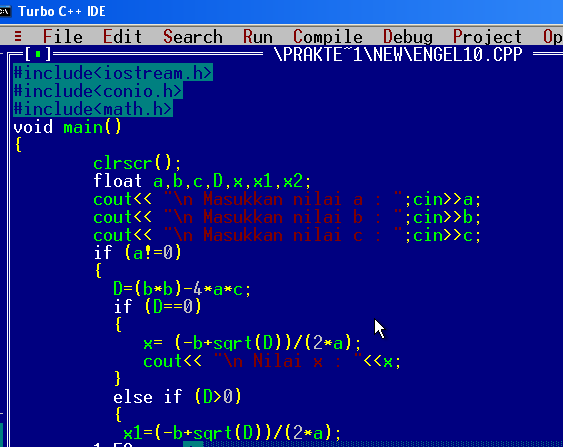 Turbo C++ IDE
≡ File Edit Search Run Compile Debug Project Op
[■] \PRAKTE~1\NEW\ENGEL10.CPP
#include<iostream.h>
#include<conio.h>
#include<math.h>
void main()
{
clrscr();
float a,b,c,D,x,x1,x2;
cout<< "\n Masukkan nilai a : ";cin>>a;
cout<< "\n Masukkan nilai b : ";cin>>b;
cout<< "\n Masukkan nilai c : ";cin>>c;
if (a!=0)
{
D=(b*b)-4*a*c;
if (D==0)
{
x= (-b+sqrt(D))/(2*a);
cout<< "\n Nilai x : "<<x;
}
else if (D>0)
{
x1=(-b+sqrt(D))/(2*a);